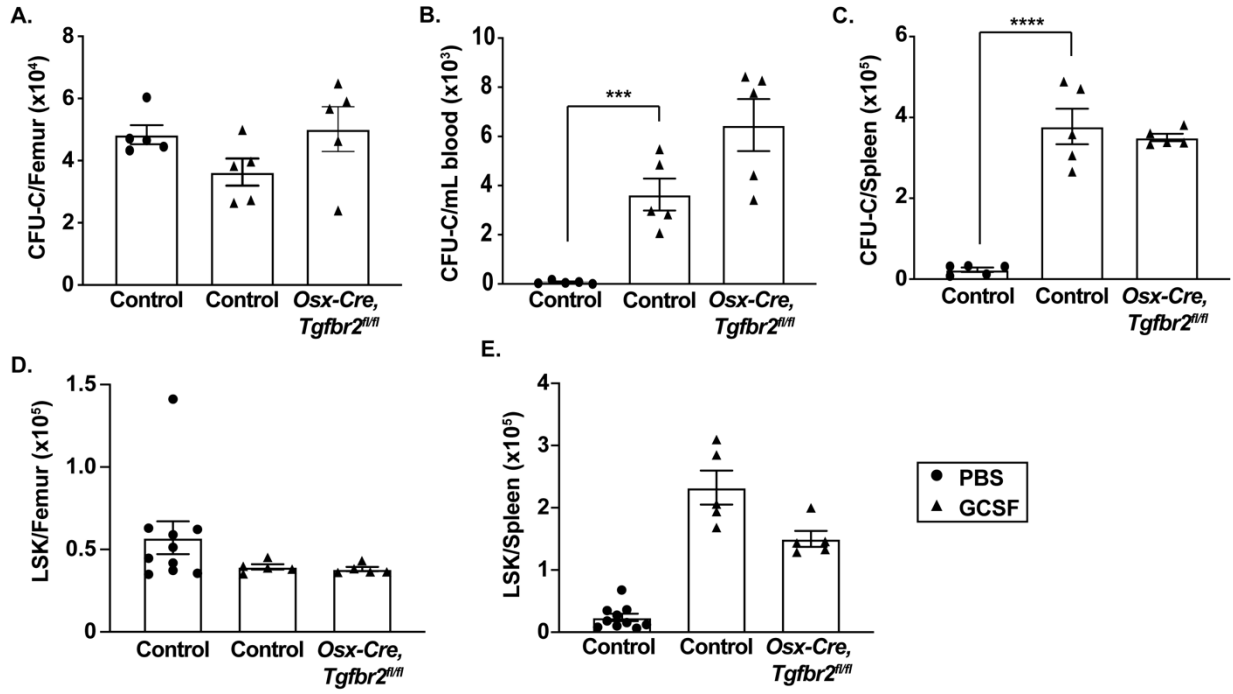 A.
CFU-C/Femur (x10⁴)
8
6
4
2
0
Control
Control
Osx-Cre,
Tgfbr2fl/fl
B.
CFU-C/mL blood (x10³)
10
8
6
4
2
0
***
Control
Control
Osx-Cre,
Tgfbr2fl/fl
C.
CFU-C/Spleen (x10⁵)
6
4
2
0
****
Control
Control
Osx-Cre,
Tgfbr2fl/fl
D.
LSK/Femur (x10⁵)
1.5
1.0
0.5
0
Control
Control
Osx-Cre,
Tgfbr2fl/fl
E.
LSK/Spleen (x10⁵)
4
3
2
1
0
Control
Control
Osx-Cre,
Tgfbr2fl/fl
PBS
GCSF